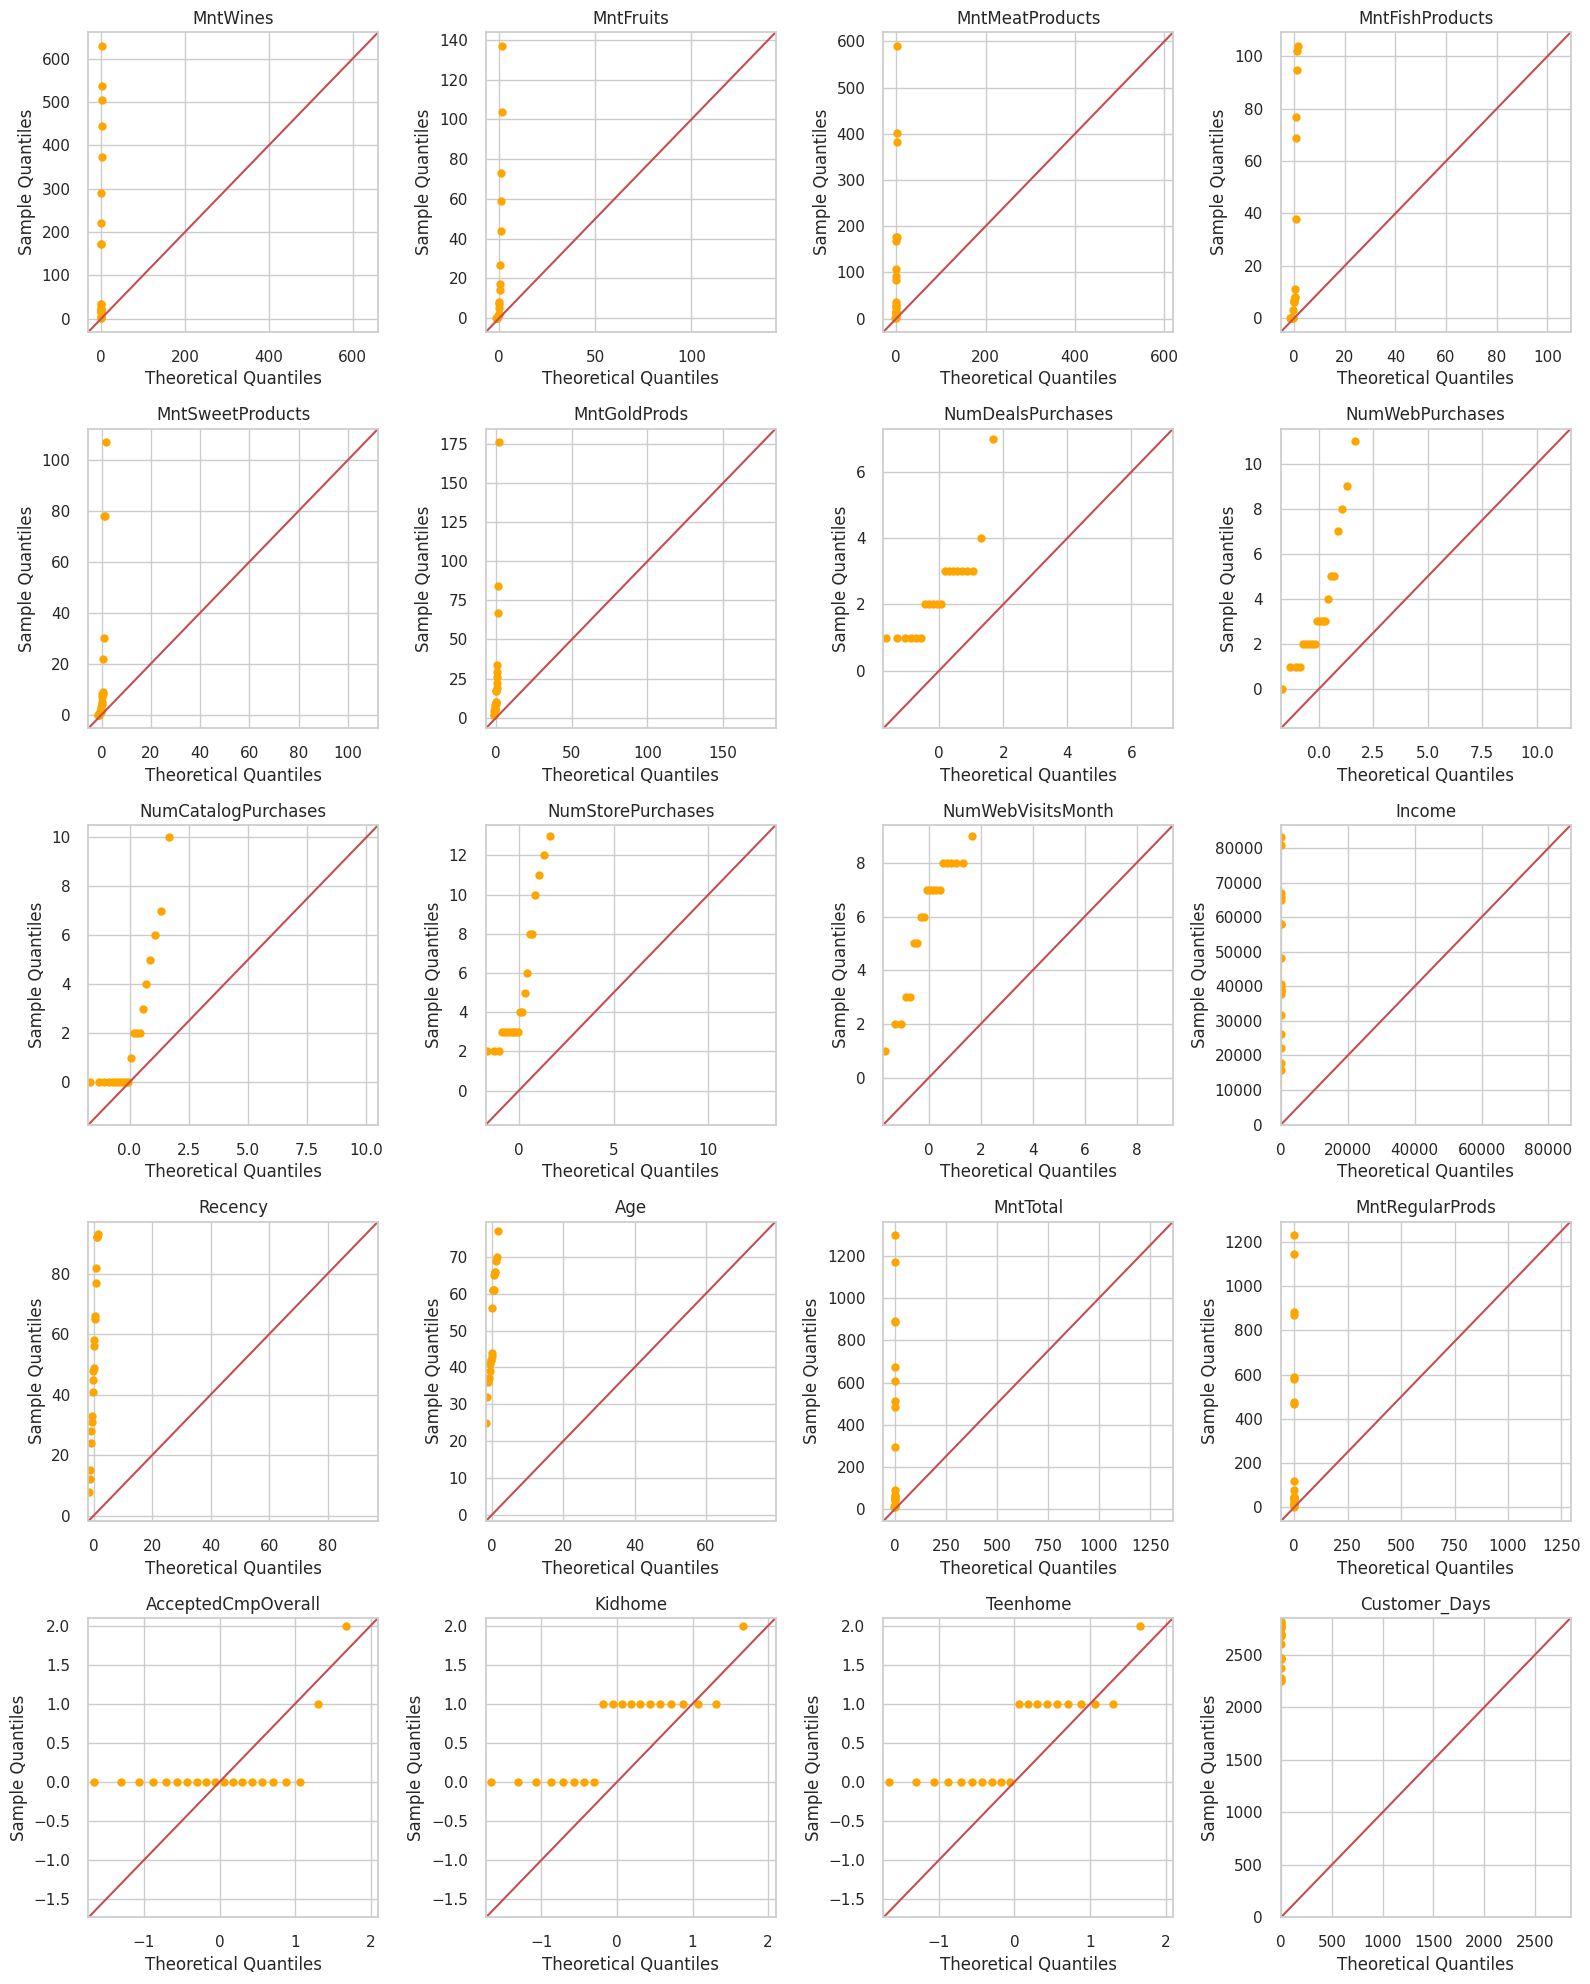 MntWines
Sample Quantiles
600
500
400
300
200
100
0
0 200 400 600
Theoretical Quantiles
MntFruits
Sample Quantiles
140
120
100
80
60
40
20
0
0 50 100
Theoretical Quantiles
MntMeatProducts
Sample Quantiles
600
500
400
300
200
100
0
0 200 400 600
Theoretical Quantiles
MntFishProducts
Sample Quantiles
100
80
60
40
20
0
0 20 40 60 80 100
Theoretical Quantiles
MntSweetProducts
Sample Quantiles
100
80
60
40
20
0
0 20 40 60 80 100
Theoretical Quantiles
MntGoldProds
Sample Quantiles
175
150
125
100
75
50
25
0
0 50 100 150
Theoretical Quantiles
NumDealsPurchases
Sample Quantiles
6
4
2
0
0 2 4 6
Theoretical Quantiles
NumWebPurchases
Sample Quantiles
10
8
6
4
2
0
0.0 2.5 5.0 7.5 10.0
Theoretical Quantiles
NumCatalogPurchases
Sample Quantiles
10
8
6
4
2
0
0.0 2.5 5.0 7.5 10.0
Theoretical Quantiles
NumStorePurchases
Sample Quantiles
12
10
8
6
4
2
0
0 5 10
Theoretical Quantiles
NumWebVisitsMonth
Sample Quantiles
8
6
4
2
0
0 2 4 6 8
Theoretical Quantiles
Income
Sample Quantiles
80000
70000
60000
50000
40000
30000
20000
10000
0
0 20000 40000 60000 80000
Theoretical Quantiles
Recency
Sample Quantiles
80
60
40
20
0
0 20 40 60 80
Theoretical Quantiles
Age
Sample Quantiles
70
60
50
40
30
20
10
0
0 20 40 60
Theoretical Quantiles
MntTotal
Sample Quantiles
1200
1000
800
600
400
200
0
0 250 500 750 1000 1250
Theoretical Quantiles
MntRegularProds
Sample Quantiles
1200
1000
800
600
400
200
0
0 250 500 750 1000 1250
Theoretical Quantiles
AcceptedCmpOverall
Sample Quantiles
2.0
1.5
1.0
0.5
0.0
−0.5
−1.0
−1.5
−1 0 1 2
Theoretical Quantiles
Kidhome
Sample Quantiles
2.0
1.5
1.0
0.5
0.0
−0.5
−1.0
−1.5
−1 0 1 2
Theoretical Quantiles
Teenhome
Sample Quantiles
2.0
1.5
1.0
0.5
0.0
−0.5
−1.0
−1.5
−1 0 1 2
Theoretical Quantiles
Customer_Days
Sample Quantiles
2500
2000
1500
1000
500
0
0 500 1000 1500 2000 2500
Theoretical Quantiles